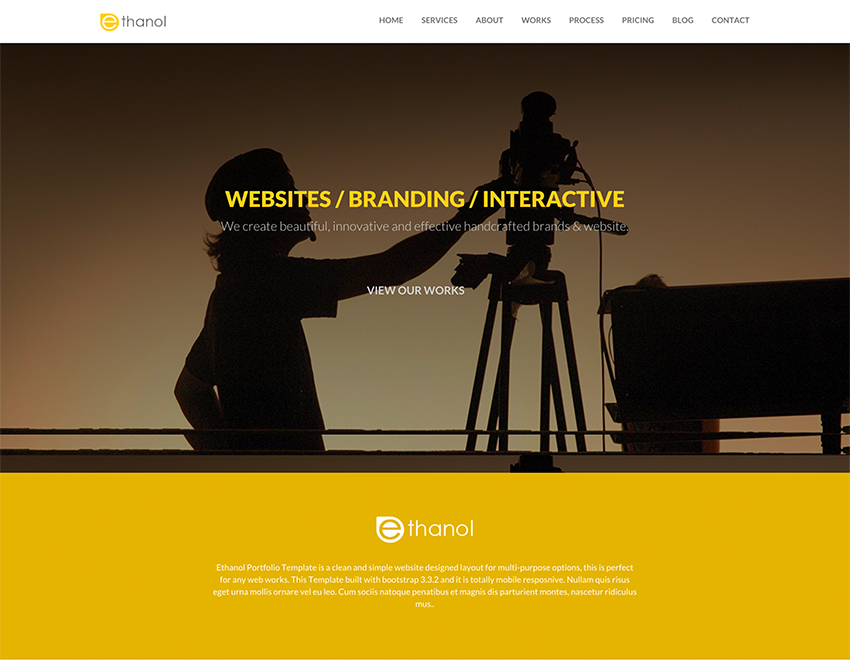 ethanol
HOME SERVICES ABOUT WORKS PROCESS PRICING BLOG CONTACT
WEBSITES / BRANDING / INTERACTIVE
We create beautiful, innovative and effective handcrafted brands & website.
VIEW OUR WORKS
ethanol
Ethanol Portfolio Template is a clean and simple website designed layout for multi-purpose options, this is perfect
for any web works. This Template built with bootstrap 3.3.2 and it is totally mobile resposnive. Nullam quis risus
eget urna mollis ornare vel eu leo. Cum sociis natoque penatibus et magnis dis parturient montes, nascetur ridiculus
mus..